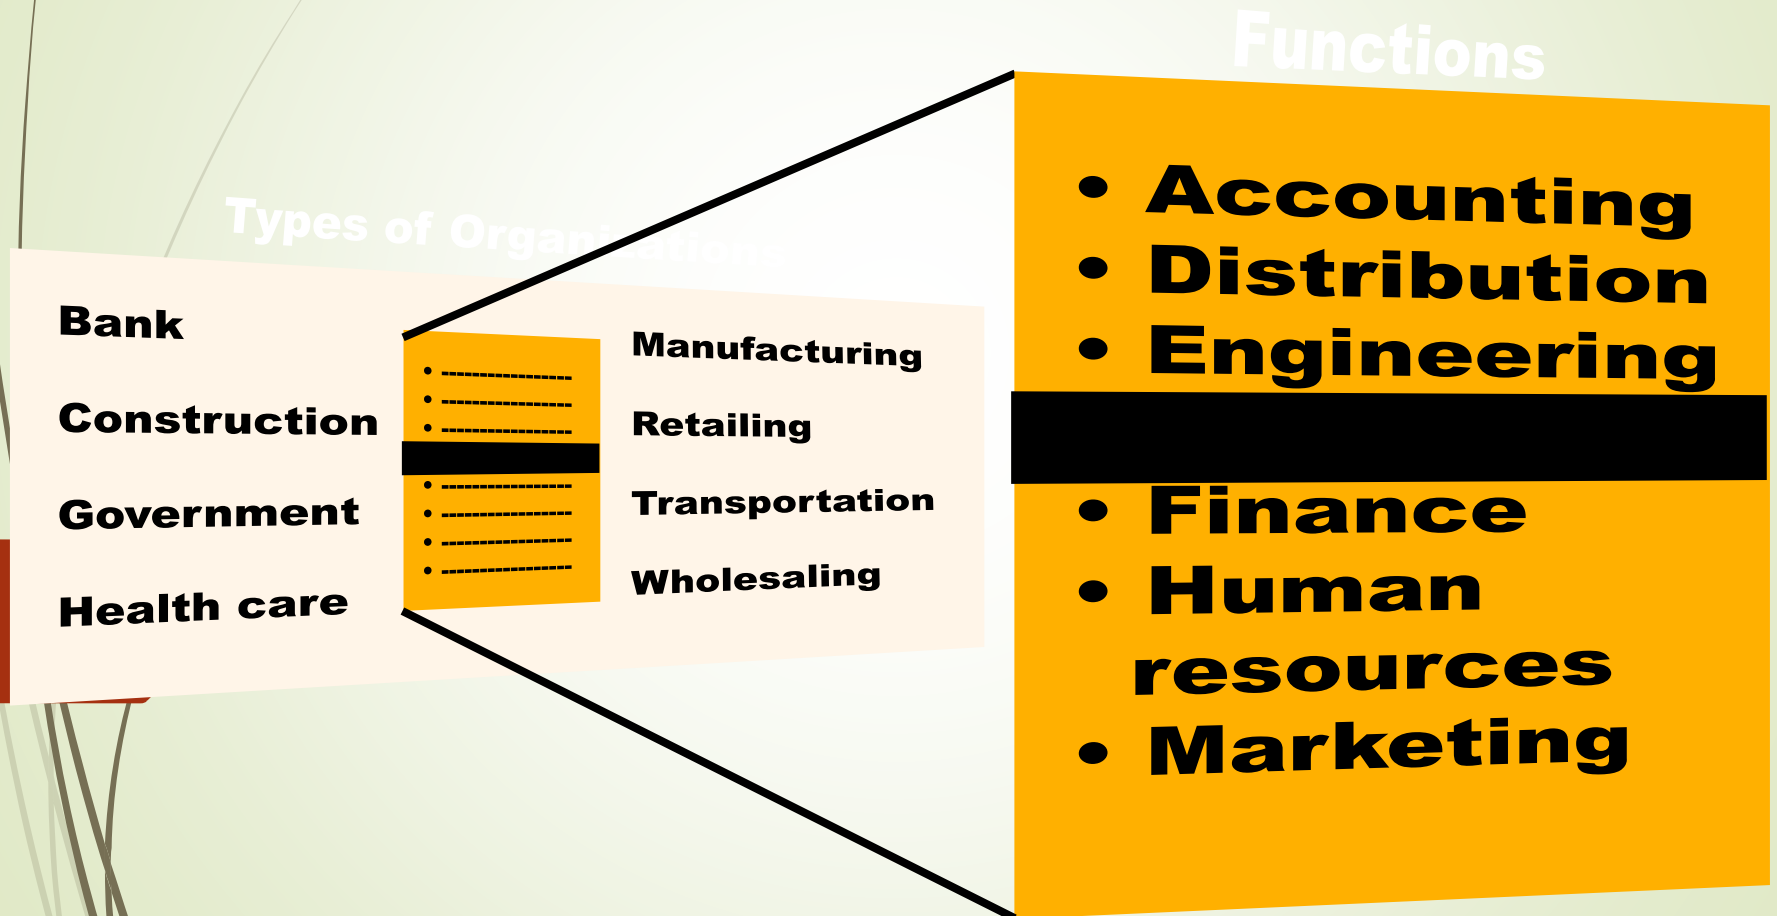 Functions
Types of Organizations
Bank
Construction
Government
Health care
• -----------------
• -----------------
• -----------------
• -----------------
• -----------------
• -----------------
• -----------------
Manufacturing
Retailing
Transportation
Wholesaling
• Accounting
• Distribution
• Engineering
• Finance
• Human
resources
• Marketing